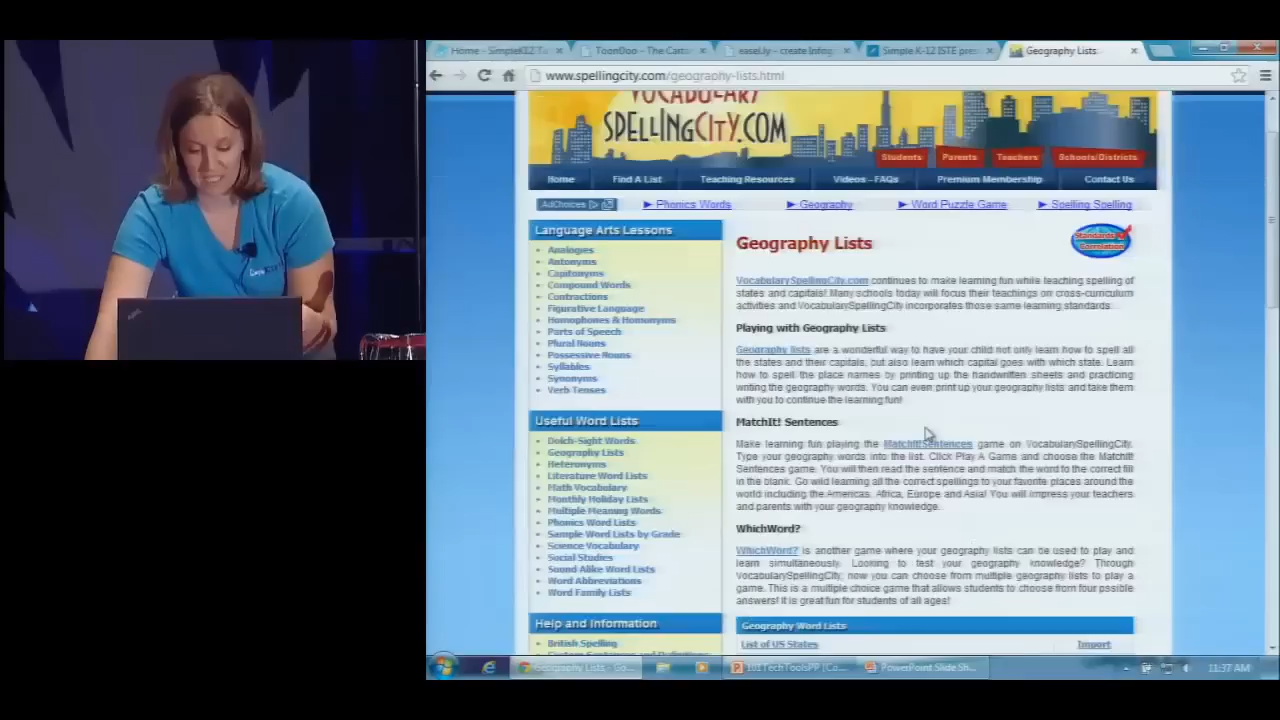 Home - SimpleK12 T
ToonDoo - The Cart
easel.ly - create Infog
Simple K-12 ISTE pre
Geography Lists
www.spellingcity.com/geography-lists.html
VOCABULARY
SPELLINGCITY.COM
Students
Parents
Teachers
Schools/Districts
Home
Find A List
Teaching Resources
Videos - FAQs
Premium Membership
Contact Us
AdChoices
Phonics Words
Geography
Word Puzzle Game
Spelling Spelling
Language Arts Lessons
Analogies
Antonyms
Capitonyms
Compound Words
Contractions
Figurative Language
Homophones & Homonyms
Parts of Speech
Plural Nouns
Possessive Nouns
Syllables
Synonyms
Verb Tenses
Useful Word Lists
Dolch-Sight Words
Geography Lists
Heteronyms
Literature Word Lists
Math Vocabulary
Monthly Holiday Lists
Multiple Meaning Words
Phonics Word Lists
Sample Word Lists by Grade
Science Vocabulary
Social Studies
Sound Alike Word Lists
Word Abbreviations
Word Family Lists
Help and Information
British Spelling
Custom Sentences and Definitions
Geography Lists
Standards
Correlation
VocabularySpellingCity.com continues to make learning fun while teaching spelling of
states and capitals! Many schools today will focus their teachings on cross-curriculum
activities and VocabularySpellingCity incorporates those same learning standards.
Playing with Geography Lists
Geography lists are a wonderful way to have your child not only learn how to spell all
the states and their capitals, but also learn which capital goes with which state. Learn
how to spell the place names by printing up the handwritten sheets and practicing
writing the geography words. You can even print up your geography lists and take them
with you to continue the learning fun!
MatchIt! Sentences
Make learning fun playing the MatchIt!Sentences game on VocabularySpellingCity.
Type your geography words into the list. Click Play A Game and choose the MatchIt!
Sentences game. You will then read the sentence and match the word to the correct fill
in the blank. Go wild learning all the correct spellings to your favorite places around the
world including the Americas, Africa, Europe and Asia! You will impress your teachers
and parents with your geography knowledge.
WhichWord?
WhichWord? is another game where your geography lists can be used to play and
learn simultaneously. Looking to test your geography knowledge? Through
VocabularySpellingCity, now you can choose from multiple geography lists to play a
game. This is a multiple choice game that allows students to choose from four pssible
answers! It is great fun for students of all ages!
Geography Word Lists
List of US States
Import
Geography Lists - Go...
101TechToolsPP [Co...
PowerPoint Slide Sh...
11:37 AM